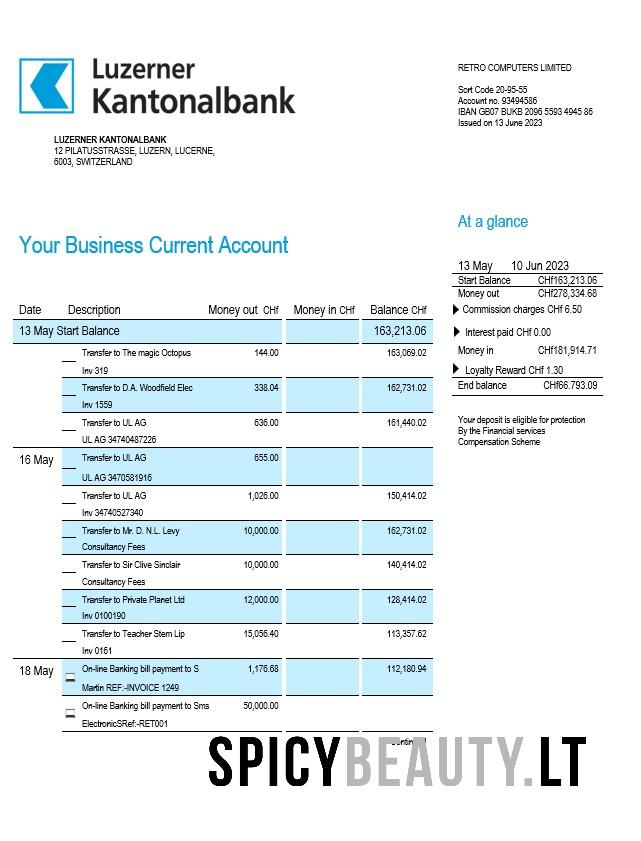 Luzerner
Kantonalbank
RETRO COMPUTERS LIMITED
Sort Code 20-95-55
Account no. 93494586
IBAN GB07 BUKB 2096 5593 4945 86
Issued on 13 June 2023
LUZERNER KANTONALBANK
12 PILATUSSTRASSE, LUZERN, LUCERNE,
6003, SWITZERLAND
At a glance
13 May 10 Jun 2023
Start Balance CHf163,213.06
Money out CHf278,334.68
Commission charges CHf 6.50
Interest paid CHf 0.00
Money in CHf181,914.71
Loyalty Reward CHf 1.30
End balance CHf66.793.09
Your deposit is eligible for protection
By the Financial services
Compensation Scheme
Your Business Current Account
Date Description Money out CHf Money in CHf Balance CHf
13 May Start Balance 163,213.06
Transfer to The magic Octopus 144.00 163,069.02
Inv 319
Transfer to D.A. Woodfield Elec 338.04 162,731.02
Inv 1559
Transfer to UL AG 636.00 161,440.02
UL AG 34740487226
16 May Transfer to UL AG 655.00
UL AG 3470581916
Transfer to UL AG 1,026.00 150,414.02
Inv 34740527340
Transfer to Mr. D. N.L. Levy 10,000.00 162,731.02
Consultancy Fees
Transfer to Sir Clive Sinclair 10,000.00 140,414.02
Consultancy Fees
Transfer to Private Planet Ltd 12,000.00 128,414.02
Inv 0100190
Transfer to Teacher Stem Lip 15,056.40 113,357.62
Inv 0161
18 May On-line Banking bill payment to S 1,176.68 112,180.94
Martin REF:-INVOICE 1249
On-line Banking bill payment to Sms 50,000.00
ElectronicSRef:-RET001
SPICYBEAUTY.LT